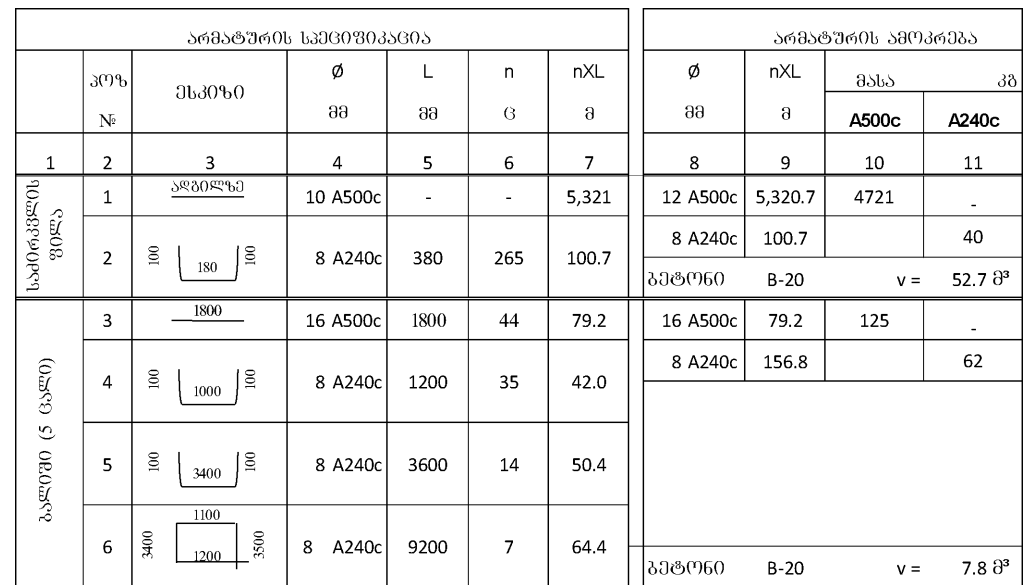 არმატურის სპეციფიკაცია
არმატურის ამოკრება
პოზ № ესკიზი Ø მმ L მმ n ც nXL მ
Ø მმ nXL მ მასა კგ A500c A240c
1 2 3 4 5 6 7 8 9 10 11
საძირკვლის ფილა
1 ადგილზე 10 A500c - - 5,321 12 A500c 5,320.7 4721 -
8 A240c 100.7 40
2 100 180 100 8 A240c 380 265 100.7
ბეტონი B-20 v = 52.7 მ³
ბალიში (5 ცალი)
3 1800 16 A500c 1800 44 79.2 16 A500c 79.2 125 -
8 A240c 156.8 62
4 100 1000 100 8 A240c 1200 35 42.0
5 100 3400 100 8 A240c 3600 14 50.4
6 1100 3400 1200 3500 8 A240c 9200 7 64.4
ბეტონი B-20 v = 7.8 მ³